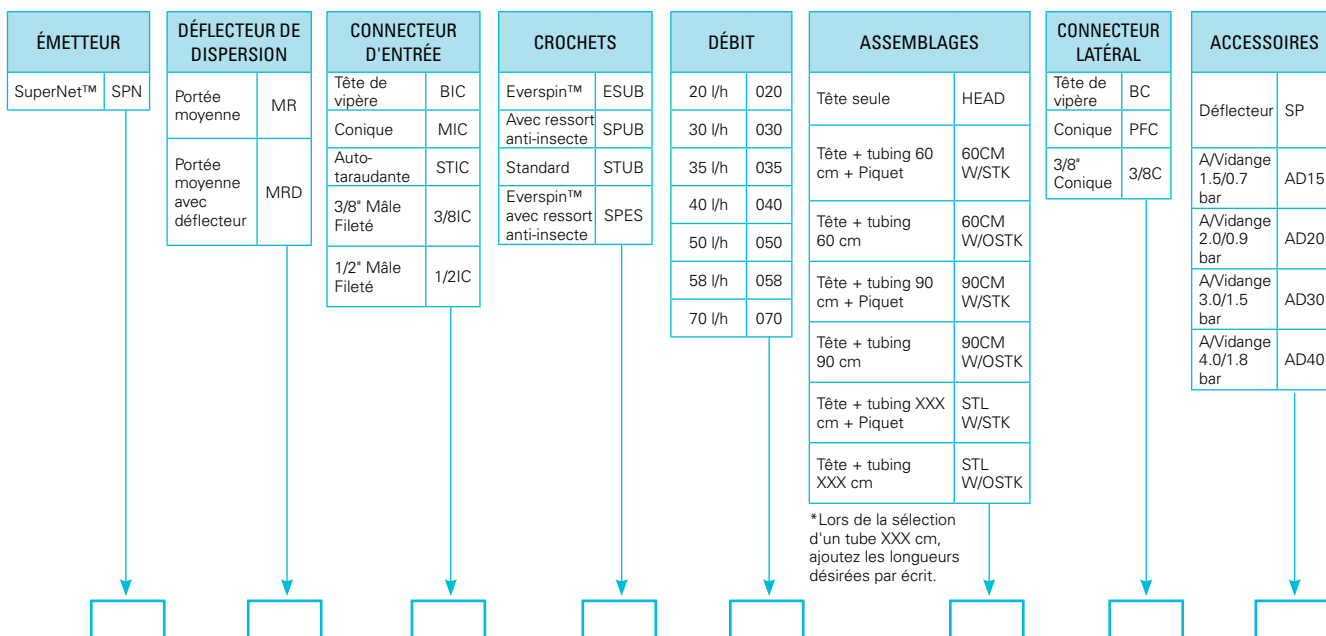 ÉMETTEUR
SuperNet™ SPN
DÉFLECTEUR DE
DISPERSION
Portée
moyenne
MR
Portée
moyenne
avec
déflecteur
MRD
CONNECTEUR
D'ENTRÉE
Tête de
vipère
BIC
Conique MIC
Auto-
taraudante
STIC
3/8" Mâle
Fileté
3/8IC
1/2" Mâle
Fileté
1/2IC
CROCHETS
Everspin™ ESUB
Avec ressort
anti-insecte
SPUB
Standard STUB
Everspin™
avec ressort
anti-insecte
SPES
DÉBIT
20 l/h 020
30 l/h 030
35 l/h 035
40 l/h 040
50 l/h 050
58 l/h 058
70 l/h 070
ASSEMBLAGES
Tête seule HEAD
Tête + tubing 60
cm + Piquet
60CM
W/STK
Tête + tubing
60 cm
60CM
W/OSTK
Tête + tubing 90
cm + Piquet
90CM
W/STK
Tête + tubing
90 cm
90CM
W/OSTK
Tête + tubing XXX
cm + Piquet
STL
W/STK
Tête + tubing
XXX cm
STL
W/OSTK
*Lors de la sélection
d'un tube XXX cm,
ajoutez les longueurs
désirées par écrit.
CONNECTEUR
LATÉRAL
Tête de
vipère
BC
Conique PFC
3/8"
Conique
3/8C
ACCESSOIRES
Déflecteur SP
A/Vidange
1.5/0.7
bar
AD15
A/Vidange
2.0/0.9
bar
AD20
A/Vidange
3.0/1.5
bar
AD30
A/Vidange
4.0/1.8
bar
AD40